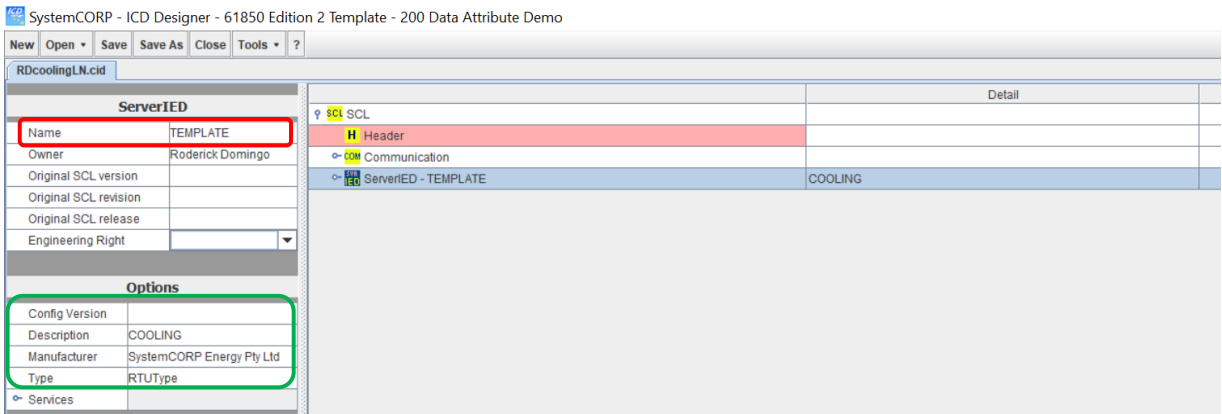 SystemCORP - ICD Designer - 61850 Edition 2 Template - 200 Data Attribute Demo
New Open Save Save As Close Tools ?
RDcoolingLN.cid
ServerIED
Name TEMPLATE
Owner Roderick Domingo
Original SCL version
Original SCL revision
Original SCL release
Engineering Right
Options
Config Version
Description COOLING
Manufacturer SystemCORP Energy Pty Ltd
Type RTUType
Services
Detail
SCL SCL
H Header
COM Communication
IED ServerIED - TEMPLATE COOLING